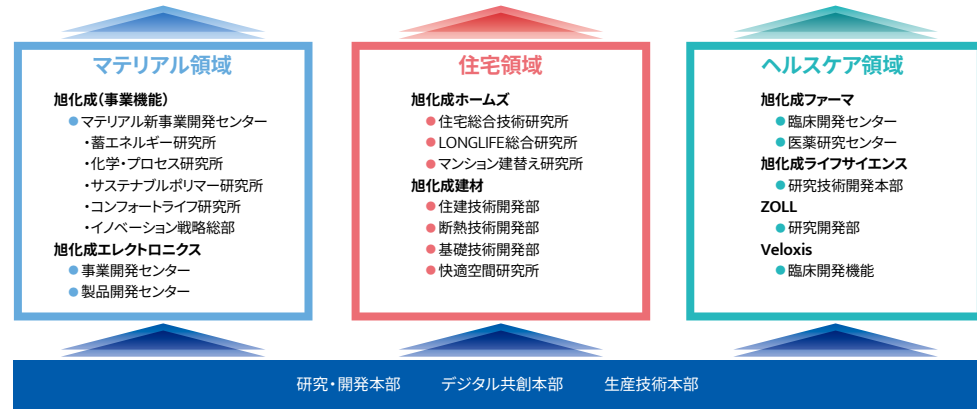 マテリアル領域
旭化成(事業機能)
●マテリアル新事業開発センター
・蓄エネルギー研究所
・化学・プロセス研究所
・サステナブルポリマー研究所
・コンフォートライフ研究所
・イノベーション戦略総部
旭化成エレクトロニクス
●事業開発センター
●製品開発センター
住宅領域
旭化成ホームズ
●住宅総合技術研究所
●LONGLIFE総合研究所
●マンション建替え研究所
旭化成建材
●住建技術開発部
●断熱技術開発部
●基礎技術開発部
●快適空間研究所
ヘルスケア領域
旭化成ファーマ
●臨床開発センター
●医薬研究センター
旭化成ライフサイエンス
●研究技術開発本部
ZOLL
●研究開発部
Veloxis
●臨床開発機能
研究・開発本部 デジタル共創本部 生産技術本部